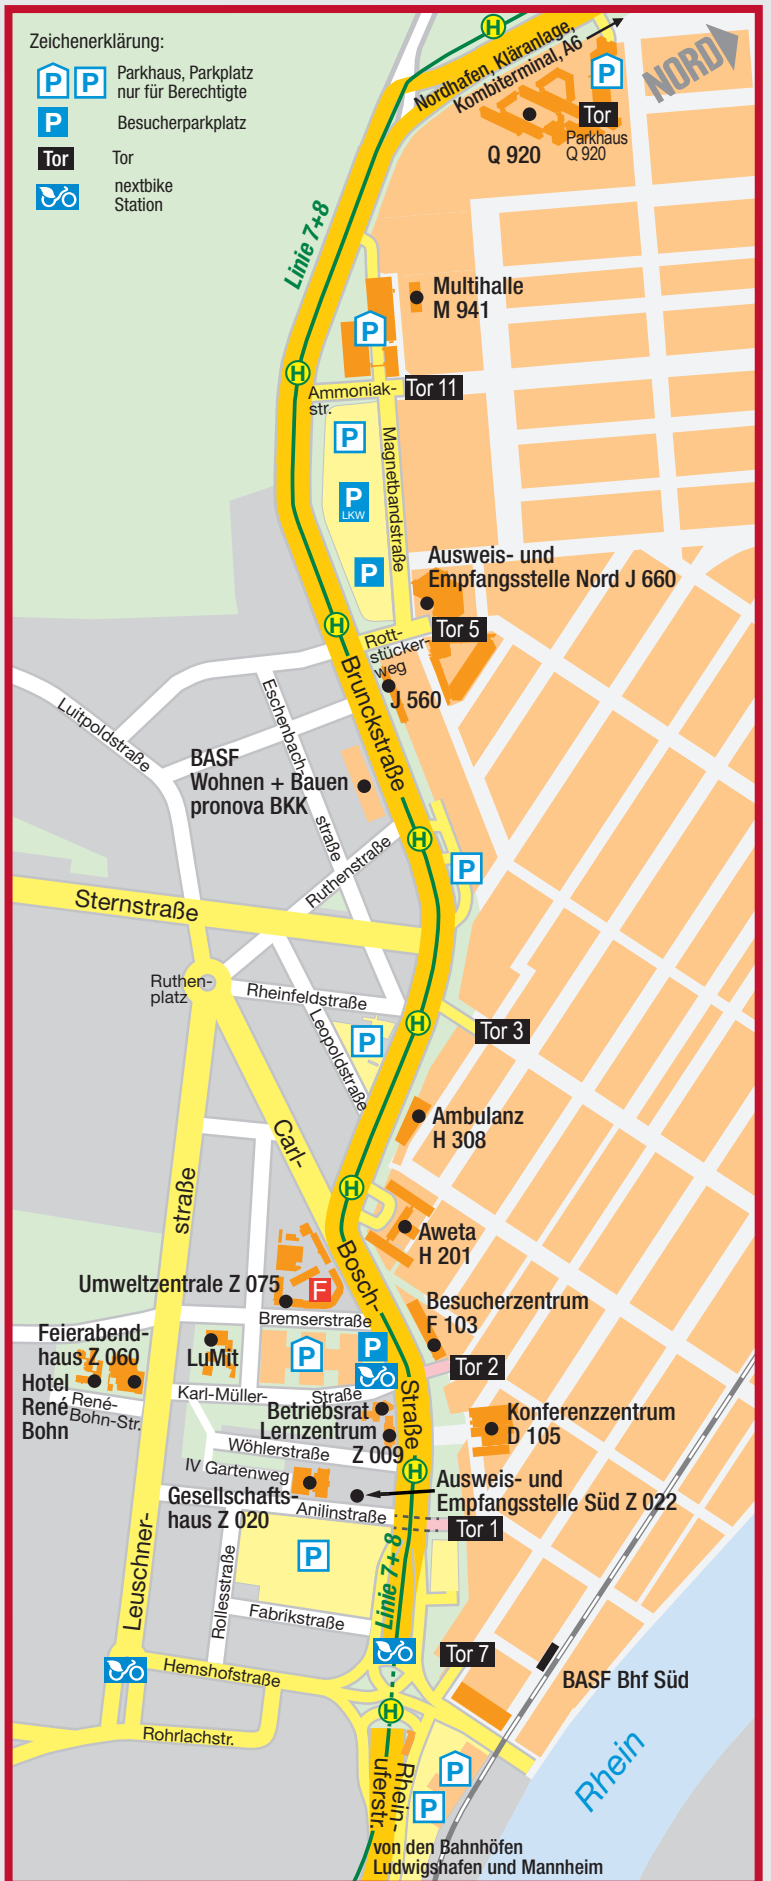 Zeichenerklärung:
P P Parkhaus, Parkplatz
nur für Berechtigte
P Besucherparkplatz
Tor Tor
nextbike
Station
H
Nordhafen, Kläranlage,
Kombiterminal, A6
NORD
P
Tor
Parkhaus
Q 920
Q 920
Linie 7+8
Multihalle
M 941
P
H
Ammoniak-
str.
Tor 11
P
Magnetbandstraße
P
LKW
P
Ausweis- und
Empfangsstelle Nord J 660
H
Rott-
stücker-
weg
Tor 5
J 560
Brunckstraße
Luitpoldstraße
Eschenbach-
straße
BASF
Wohnen + Bauen
pronova BKK
Ruthenstraße
H
P
Sternstraße
Ruthen-
platz
Rheinfeldstraße
Leopoldstraße
P
H
Tor 3
Ambulanz
H 308
Carl-
Bosch-
Straße
H
Aweta
H 201
straße
Umweltzentrale Z 075
F
Bremserstraße
Besucherzentrum
F 103
Feierabend-
haus Z 060
LuMit
P
P
Tor 2
Hotel
René
Bohn
René-
Bohn-Str.
Karl-Müller-
Straße
Betriebsrat
Lernzentrum
Z 009
Konferenzzentrum
D 105
Wöhlerstraße
IV Gartenweg
H
Gesellschafts-
haus Z 020
Ausweis- und
Empfangsstelle Süd Z 022
Anilinstraße
Tor 1
Leuschner-
P
Rollesstraße
Linie 7+8
Fabrikstraße
Tor 7
Hemshofstraße
BASF Bhf Süd
Rohrlachstr.
H
Rhein-
uferstr.
P
P
Rhein
von den Bahnhöfen
Ludwigshafen und Mannheim